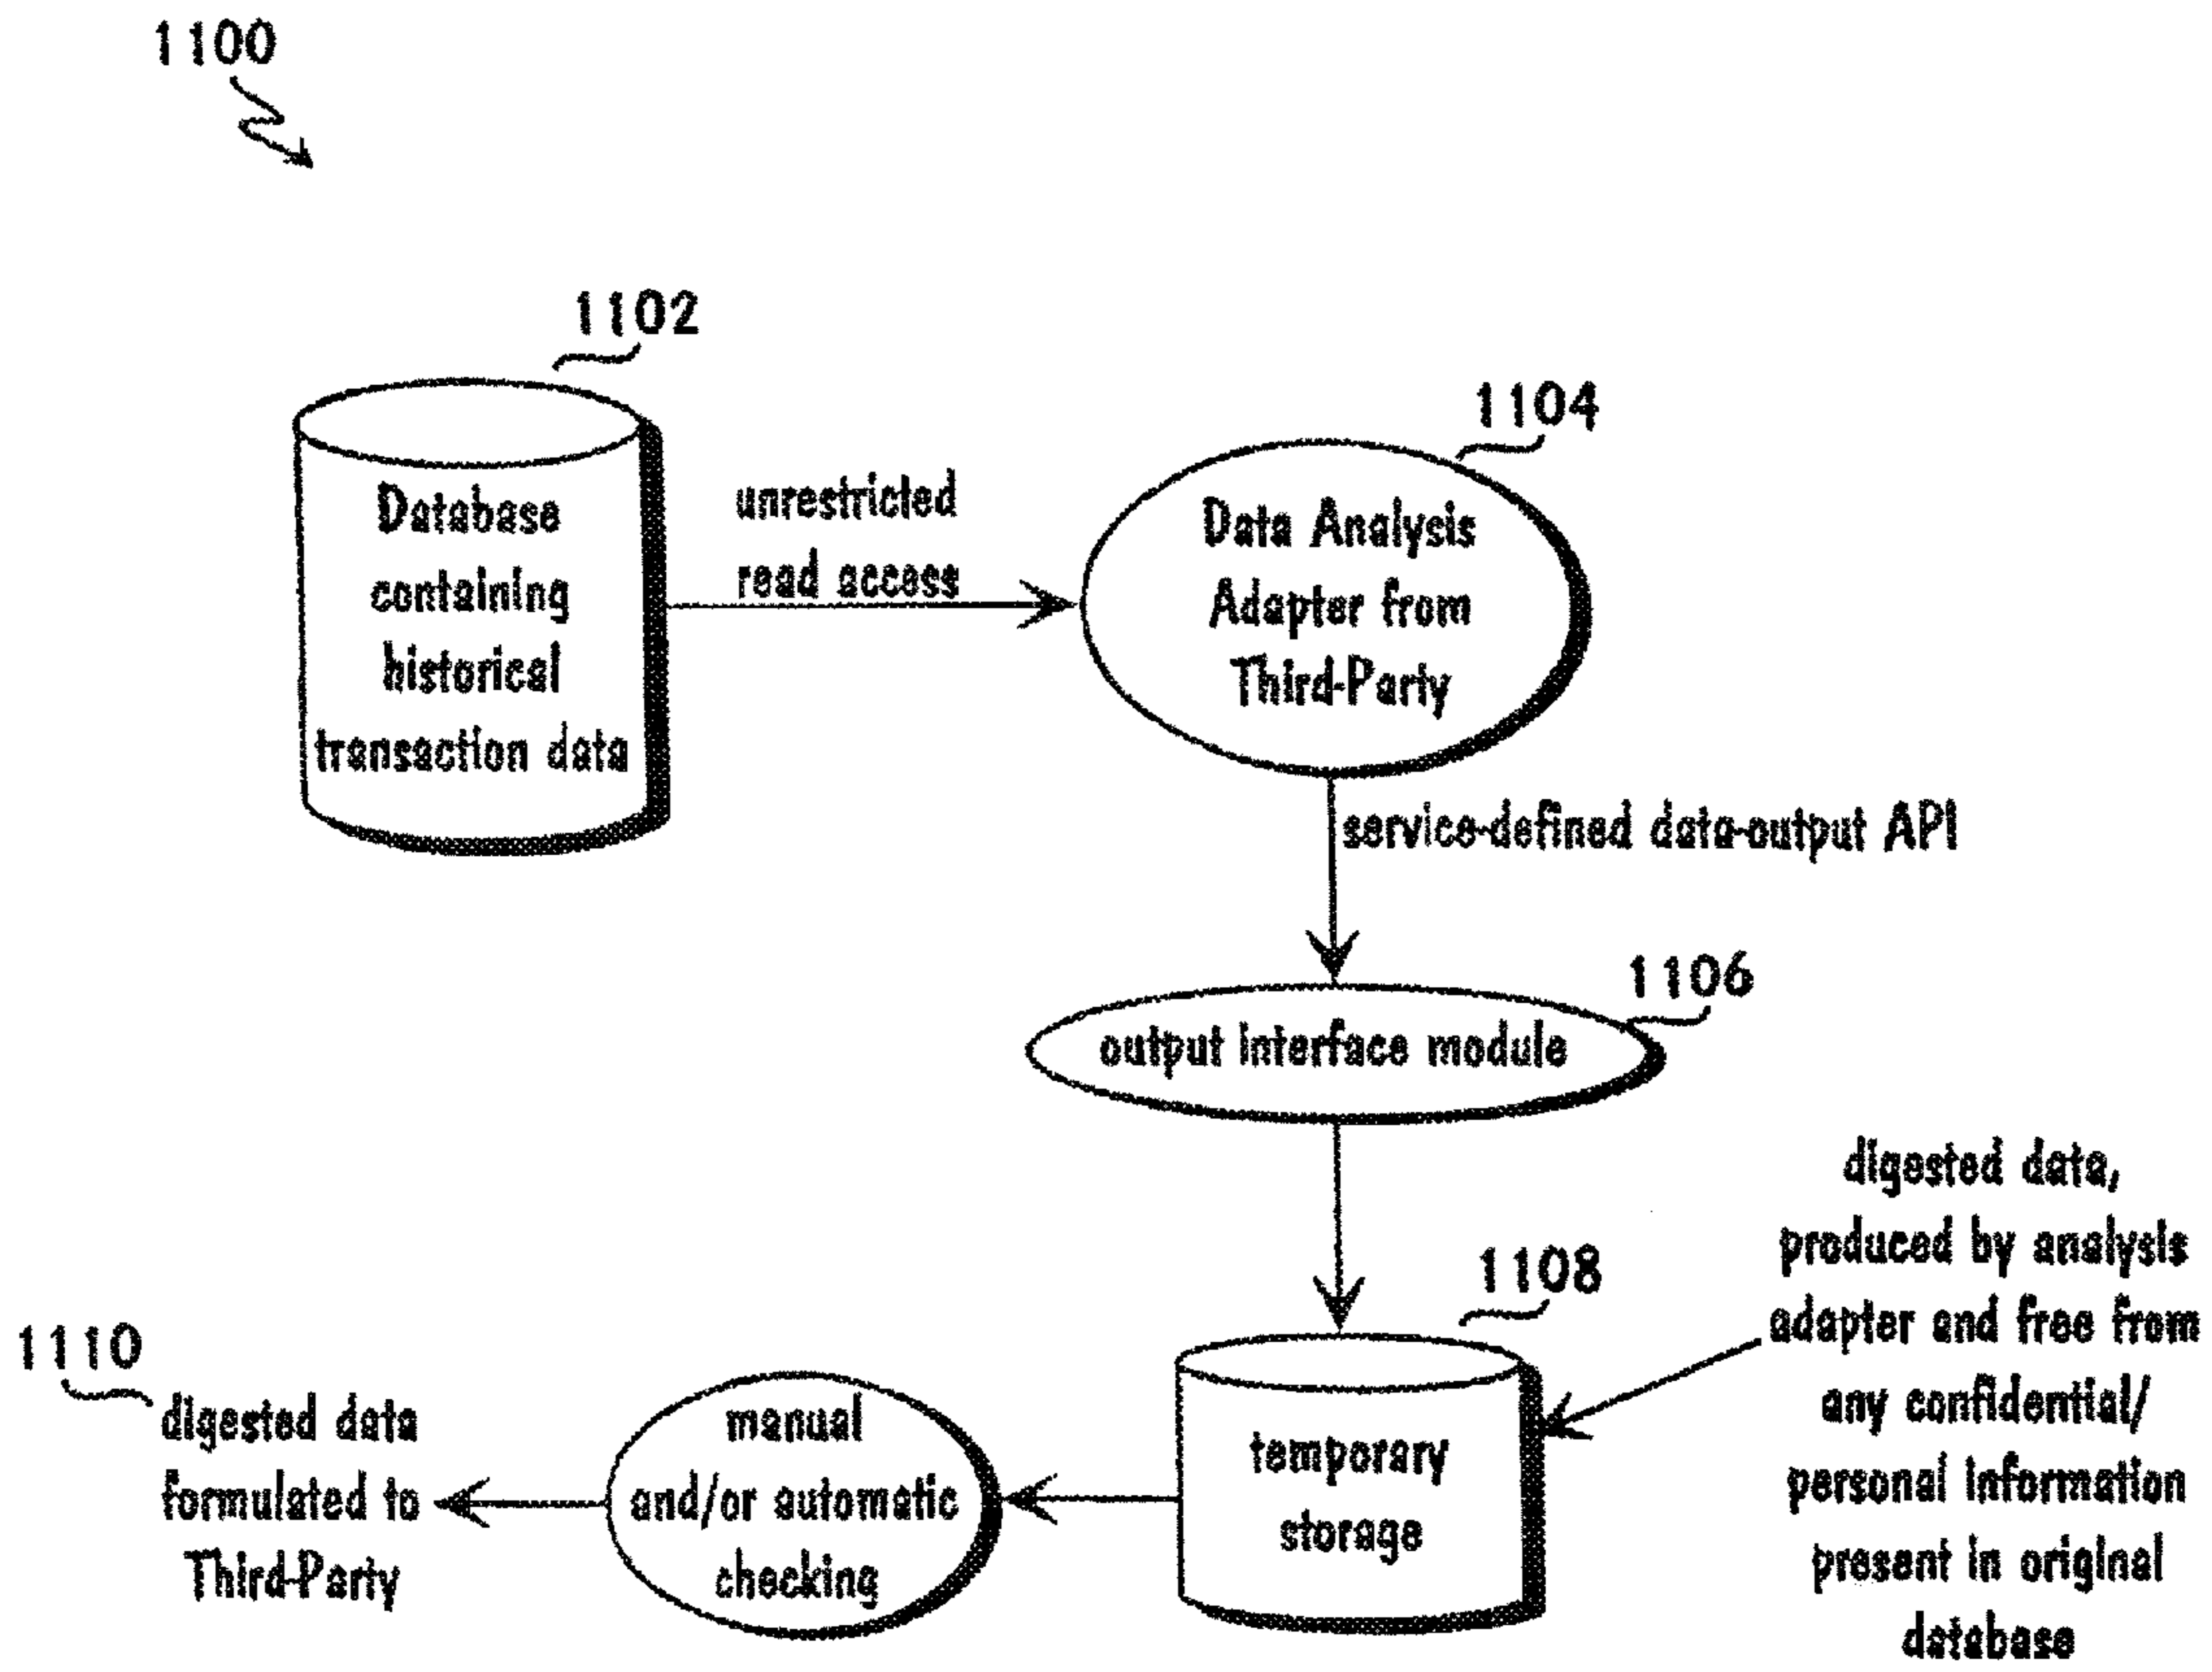 1100
1102
Database
containing
historical
transaction data
unrestricted
read access
1104
Data Analysis
Adapter from
Third-Party
service-defined data-output API
1106
output interface module
1108
temporary
storage
digested data,
produced by analysis
adapter and free from
any confidential/
personal information
present in original
database
manual
and/or automatic
checking
1110
digested data
formulated to
Third-Party